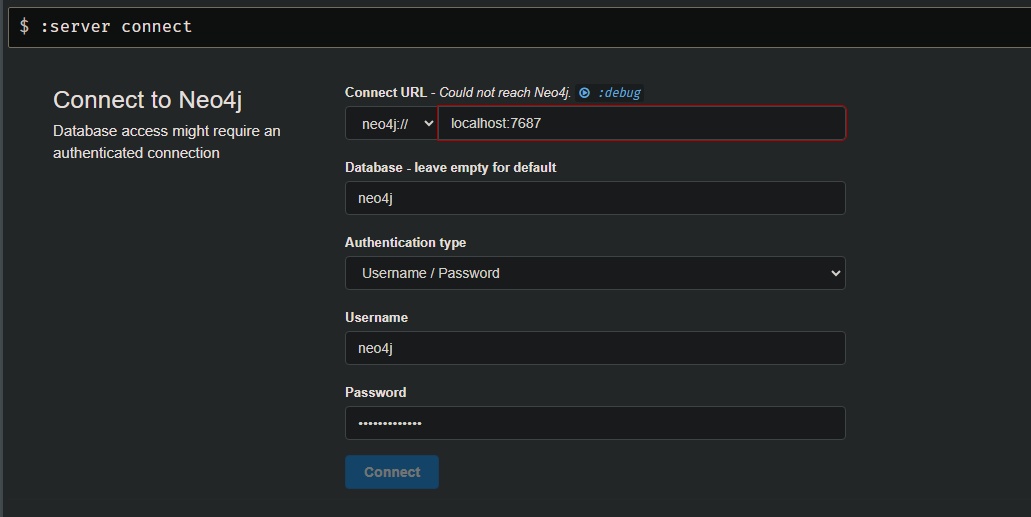 $ :server connect
Connect to Neo4j
Database access might require an
authenticated connection
Connect URL - Could not reach Neo4j. :debug
neo4j:// localhost:7687
Database - leave empty for default
neo4j
Authentication type
Username / Password
Username
neo4j
Password
•••••••••••••
Connect